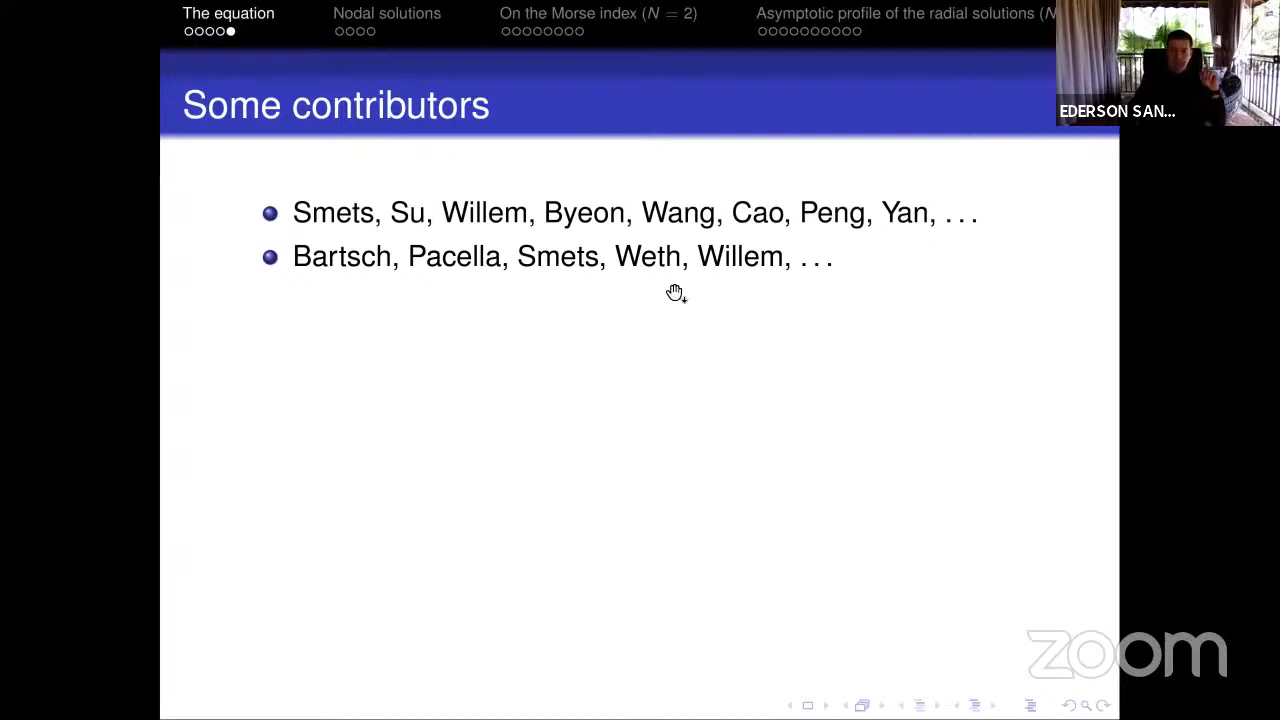 The equation Nodal solutions On the Morse index (N = 2) Asymptotic profile of the radial solutions (N
Some contributors
EDERSON SAN...
Smets, Su, Willem, Byeon, Wang, Cao, Peng, Yan, ...
Bartsch, Pacella, Smets, Weth, Willem, ...
zoom